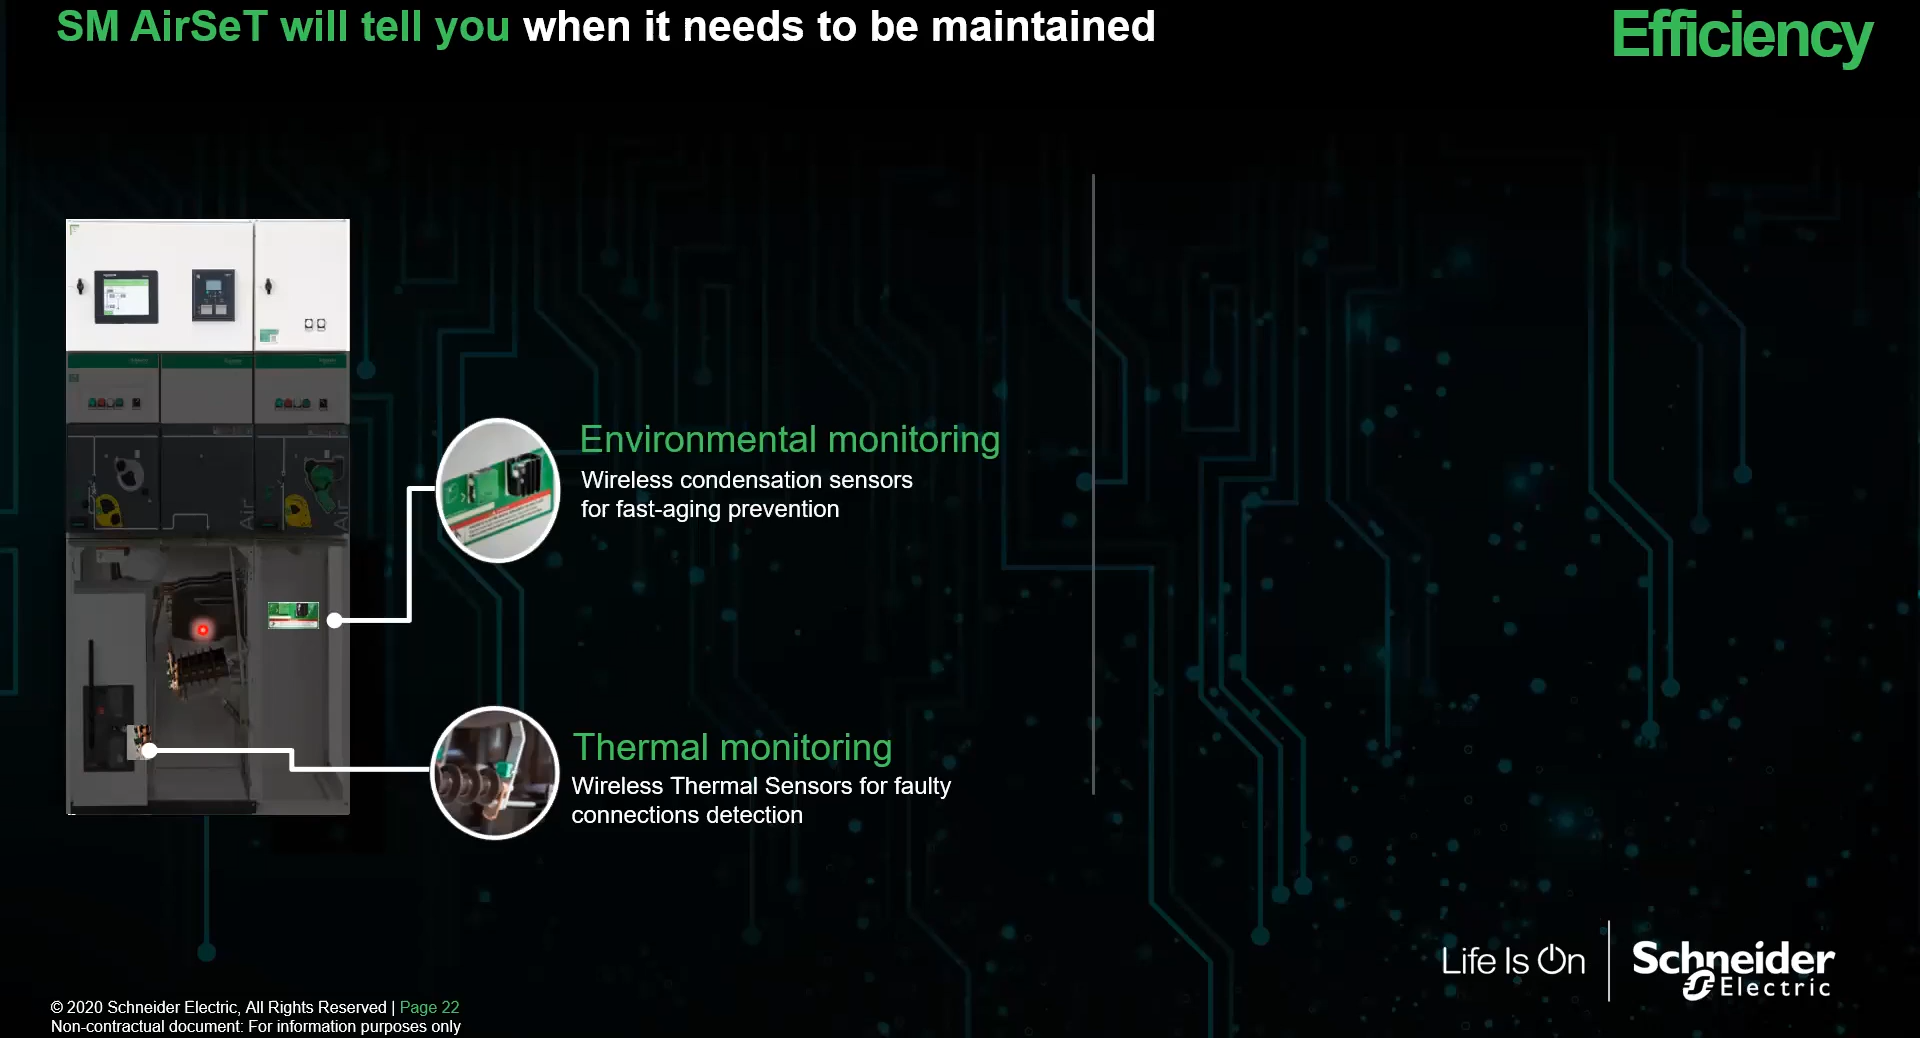 SM AirSeT will tell you when it needs to be maintained
Efficiency
Environmental monitoring
Wireless condensation sensors
for fast-aging prevention
Thermal monitoring
Wireless Thermal Sensors for faulty
connections detection
Life Is On
Schneider
Electric
© 2020 Schneider Electric, All Rights Reserved | Page 22
Non-contractual document: For information purposes only